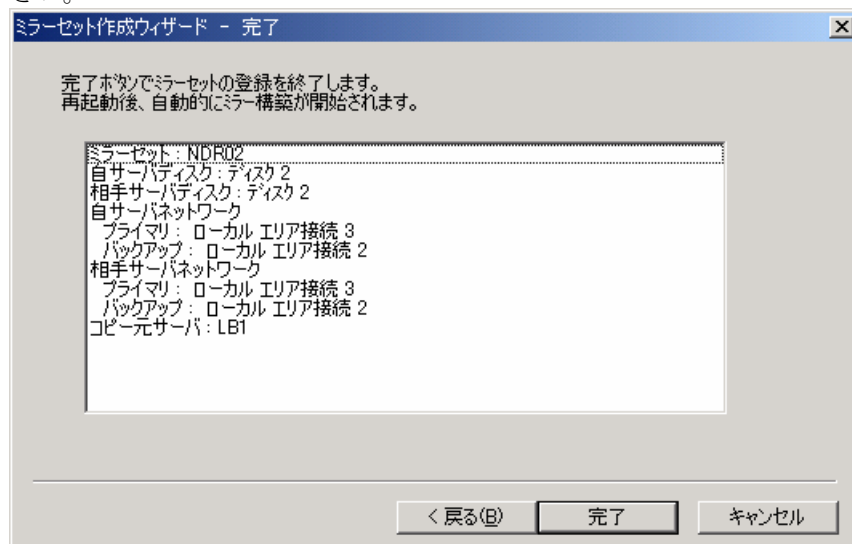 さい。
ミラーセット作成ウィザード - 完了
完了ボタンでミラーセットの登録を終了します。
再起動後、自動的にミラー構築が開始されます。
ミラーセット : NDR02
自サーバディスク : ディスク 2
相手サーバディスク : ディスク 2
自サーバネットワーク
プライマリ : ローカル エリア接続 3
バックアップ : ローカル エリア接続 2
相手サーバネットワーク
プライマリ : ローカル エリア接続 3
バックアップ : ローカル エリア接続 2
コピー元サーバ : LB1
< 戻る(B) 完了 キャンセル